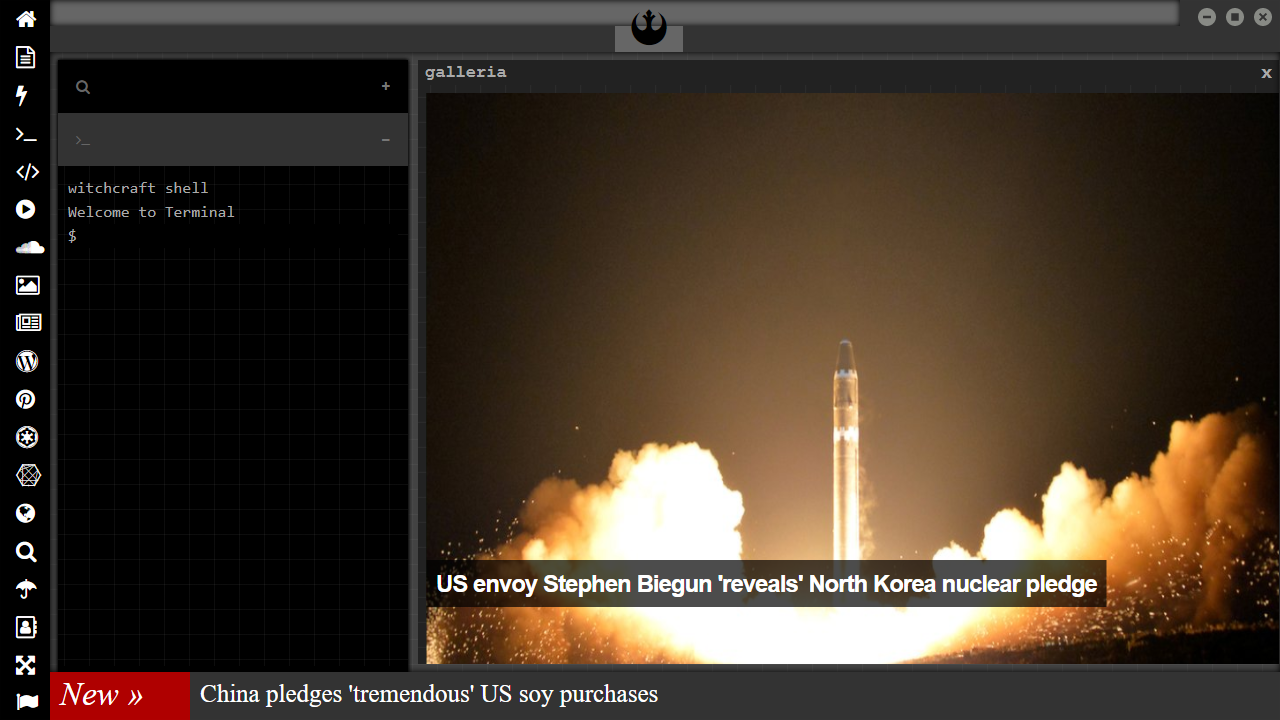 galleria
x
+
>_
−
witchcraft shell
Welcome to Terminal
$
US envoy Stephen Biegun 'reveals' North Korea nuclear pledge
New »
China pledges 'tremendous' US soy purchases